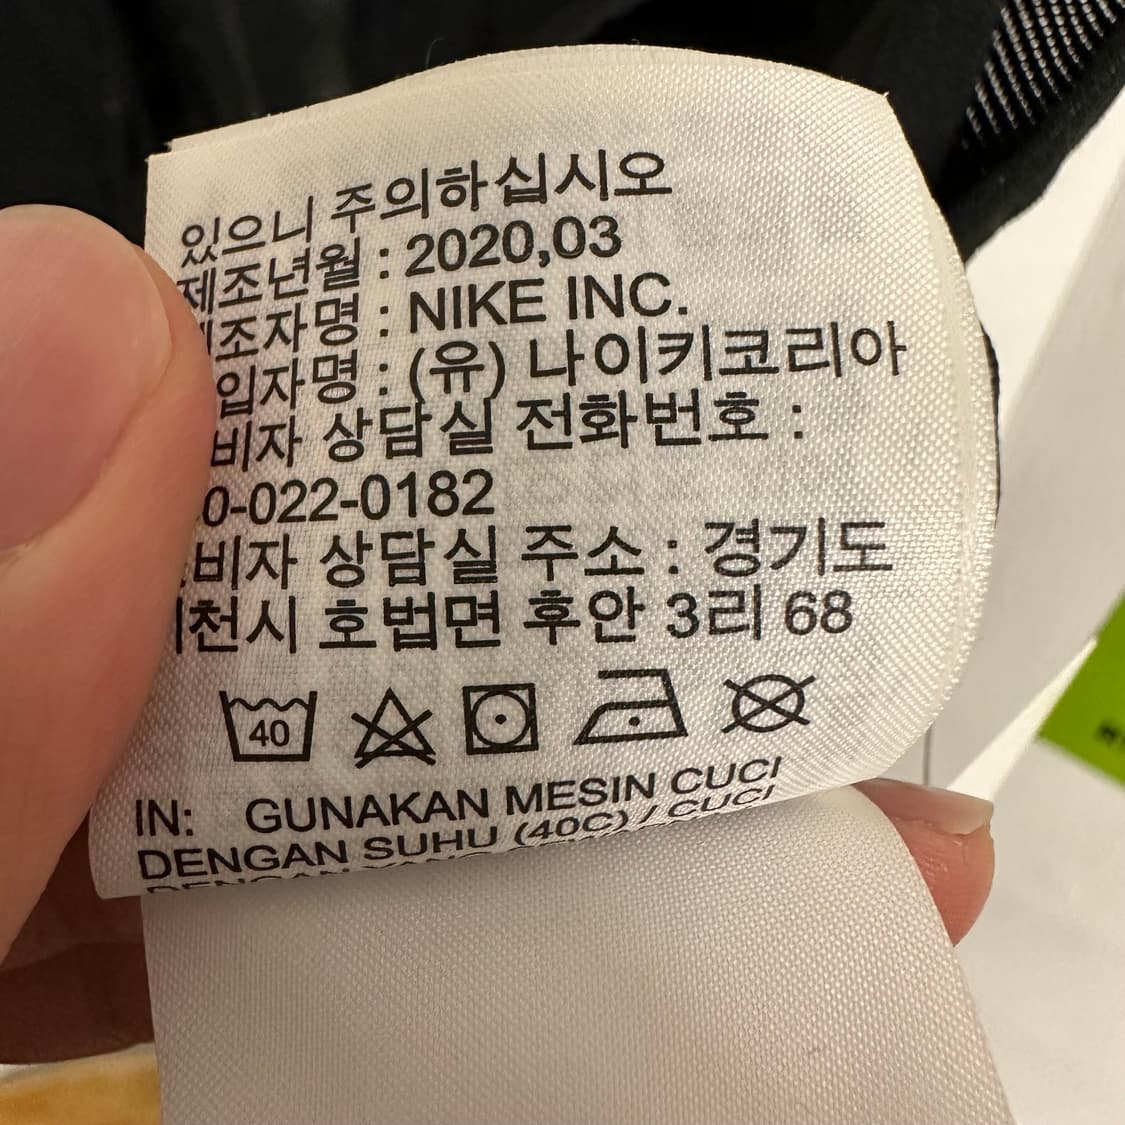 있으니 주의하십시오
제조년월 : 2020,03
조자명 : NIKE INC.
입자명 : (유) 나이키코리아
비자 상담실 전화번호 :
0-022-0182
비자 상담실 주소 : 경기도
천시 호법면 후안 3리 68
40
IN: GUNAKAN MESIN CUCI
DENGAN SUHU (40C) / CUCI